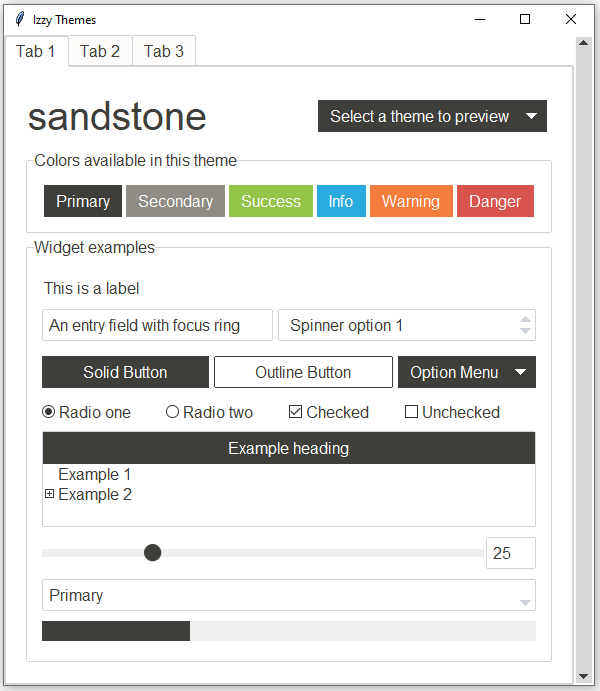 Izzy Themes
Tab 1 Tab 2 Tab 3
sandstone
Select a theme to preview
Colors available in this theme
Primary Secondary Success Info Warning Danger
Widget examples
This is a label
An entry field with focus ring Spinner option 1
Solid Button Outline Button Option Menu
Radio one Radio two Checked Unchecked
Example heading
Example 1
Example 2
25
Primary